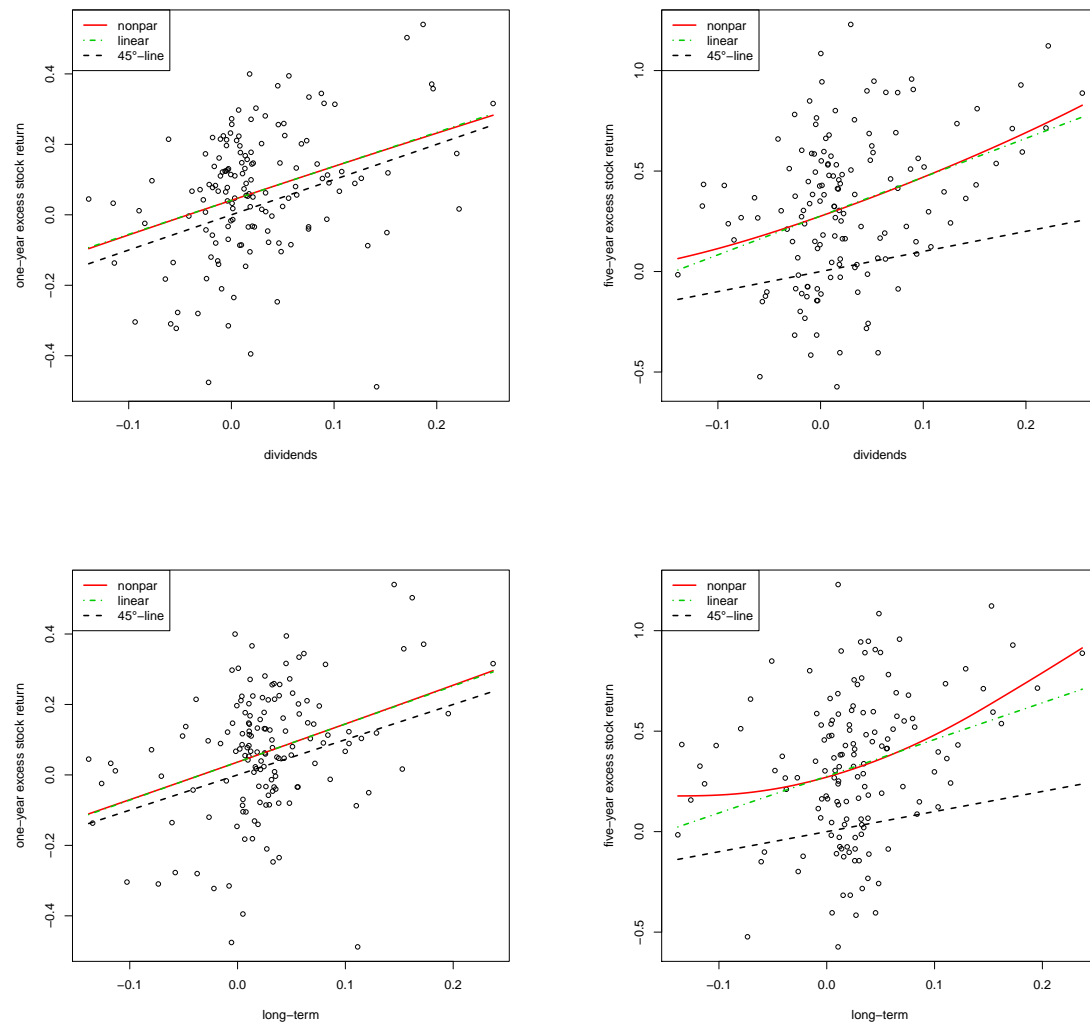 nonpar
linear
45°−line
one−year excess stock return
−0.4
−0.2
0.0
0.2
0.4
−0.1
0.0
0.1
0.2
dividends
nonpar
linear
45°−line
five−year excess stock return
−0.5
0.0
0.5
1.0
−0.1
0.0
0.1
0.2
dividends
nonpar
linear
45°−line
one−year excess stock return
−0.4
−0.2
0.0
0.2
0.4
−0.1
0.0
0.1
0.2
long−term
nonpar
linear
45°−line
five−year excess stock return
−0.5
0.0
0.5
1.0
−0.1
0.0
0.1
0.2
long−term